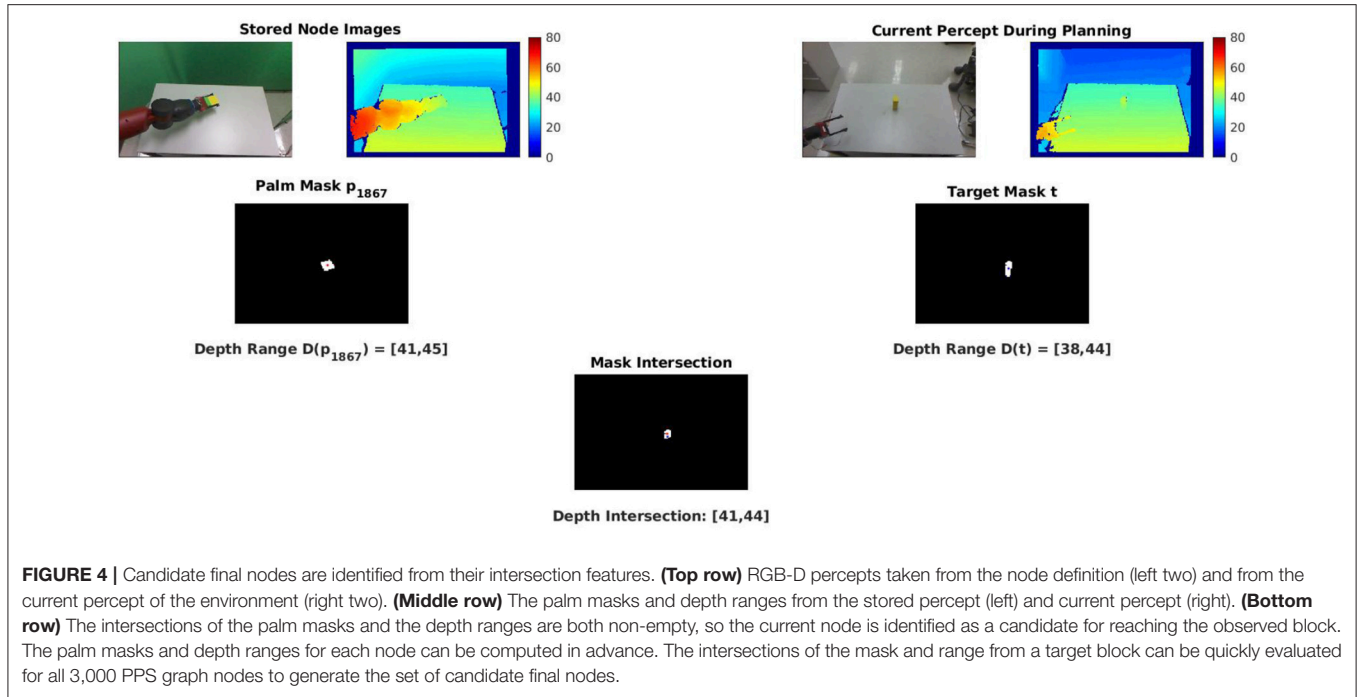 Stored Node Images
Current Percept During Planning
80
60
40
20
0
80
60
40
20
0
Palm Mask p1867
Target Mask t
Depth Range D(p1867) = [41,45]
Depth Range D(t) = [38,44]
Mask Intersection
Depth Intersection: [41,44]
FIGURE 4 | Candidate final nodes are identified from their intersection features. (Top row) RGB-D percepts taken from the node definition (left two) and from the
current percept of the environment (right two). (Middle row) The palm masks and depth ranges from the stored percept (left) and current percept (right). (Bottom
row) The intersections of the palm masks and the depth ranges are both non-empty, so the current node is identified as a candidate for reaching the observed block.
The palm masks and depth ranges for each node can be computed in advance. The intersections of the mask and range from a target block can be quickly evaluated
for all 3,000 PPS graph nodes to generate the set of candidate final nodes.